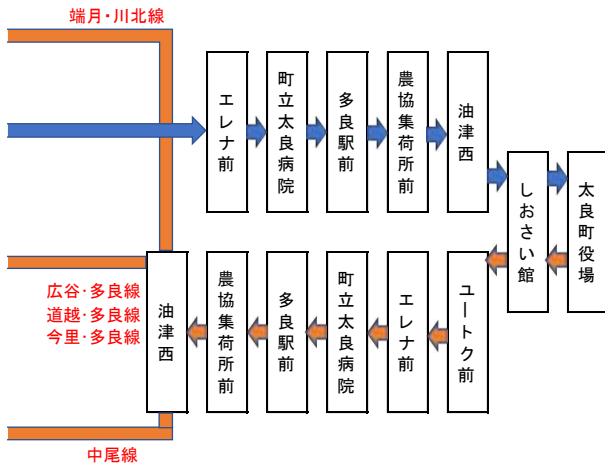 端月・川北線
エレナ前
町立太良病院
多良駅前
農協集荷所前
油津西
しおさい館
太良町役場
広谷・多良線
道越・多良線
今里・多良線
油津西
農協集荷所前
多良駅前
町立太良病院
エレナ前
ユートク前
中尾線